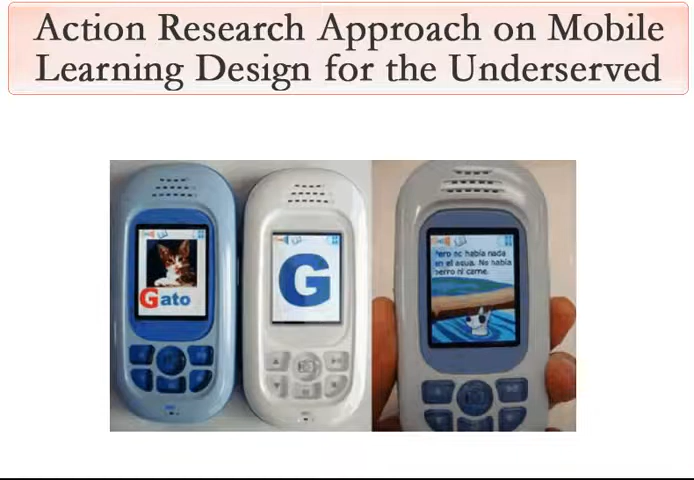 Action Research Approach on Mobile
Learning Design for the Underserved
Gato
G
Pero no había nada
en el agua. No había
perro ni carne.